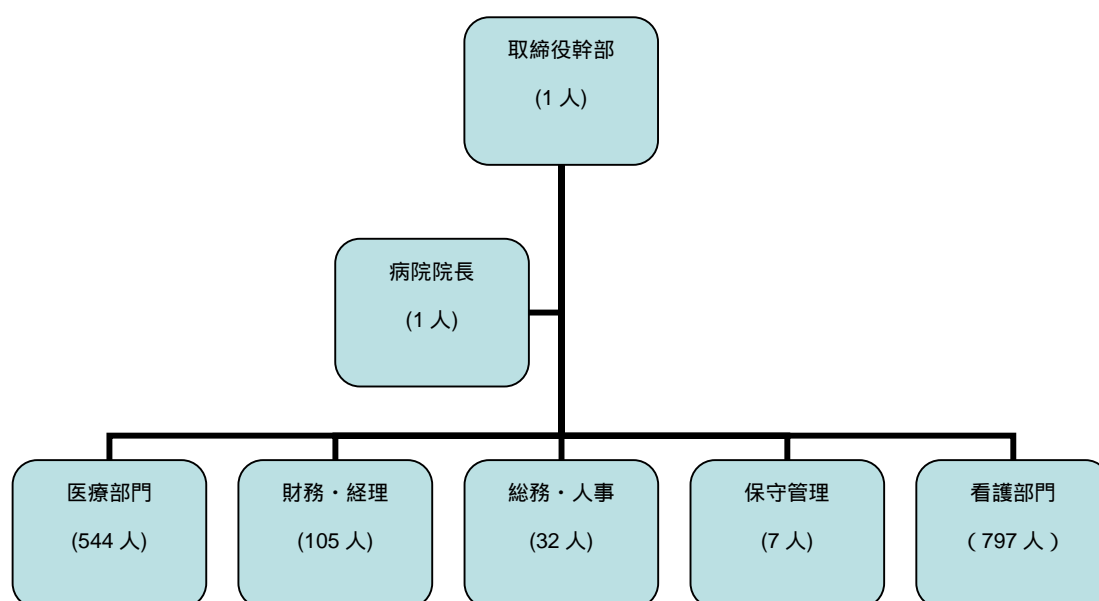 取締役幹部
(1 人)
病院院長
(1 人)
医療部門
(544 人)
財務・経理
(105 人)
総務・人事
(32 人)
保守管理
(7 人)
看護部門
（797 人）